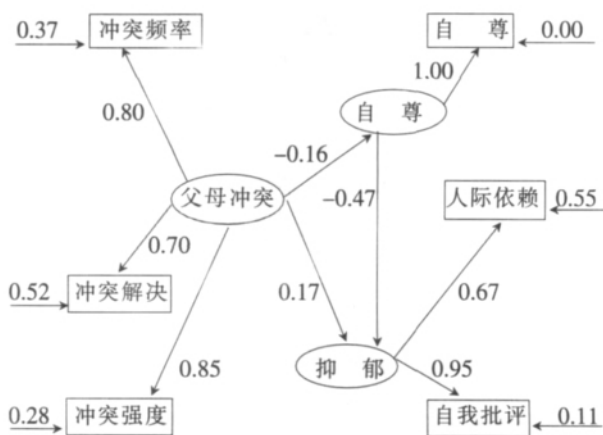 0.37
冲突频率
自 尊
0.00
1.00
0.80
自 尊
-0.16
父母冲突
-0.47
人际依赖
0.55
0.70
0.52
冲突解决
0.17
0.67
0.85
抑 郁
0.95
0.28
冲突强度
自我批评
0.11